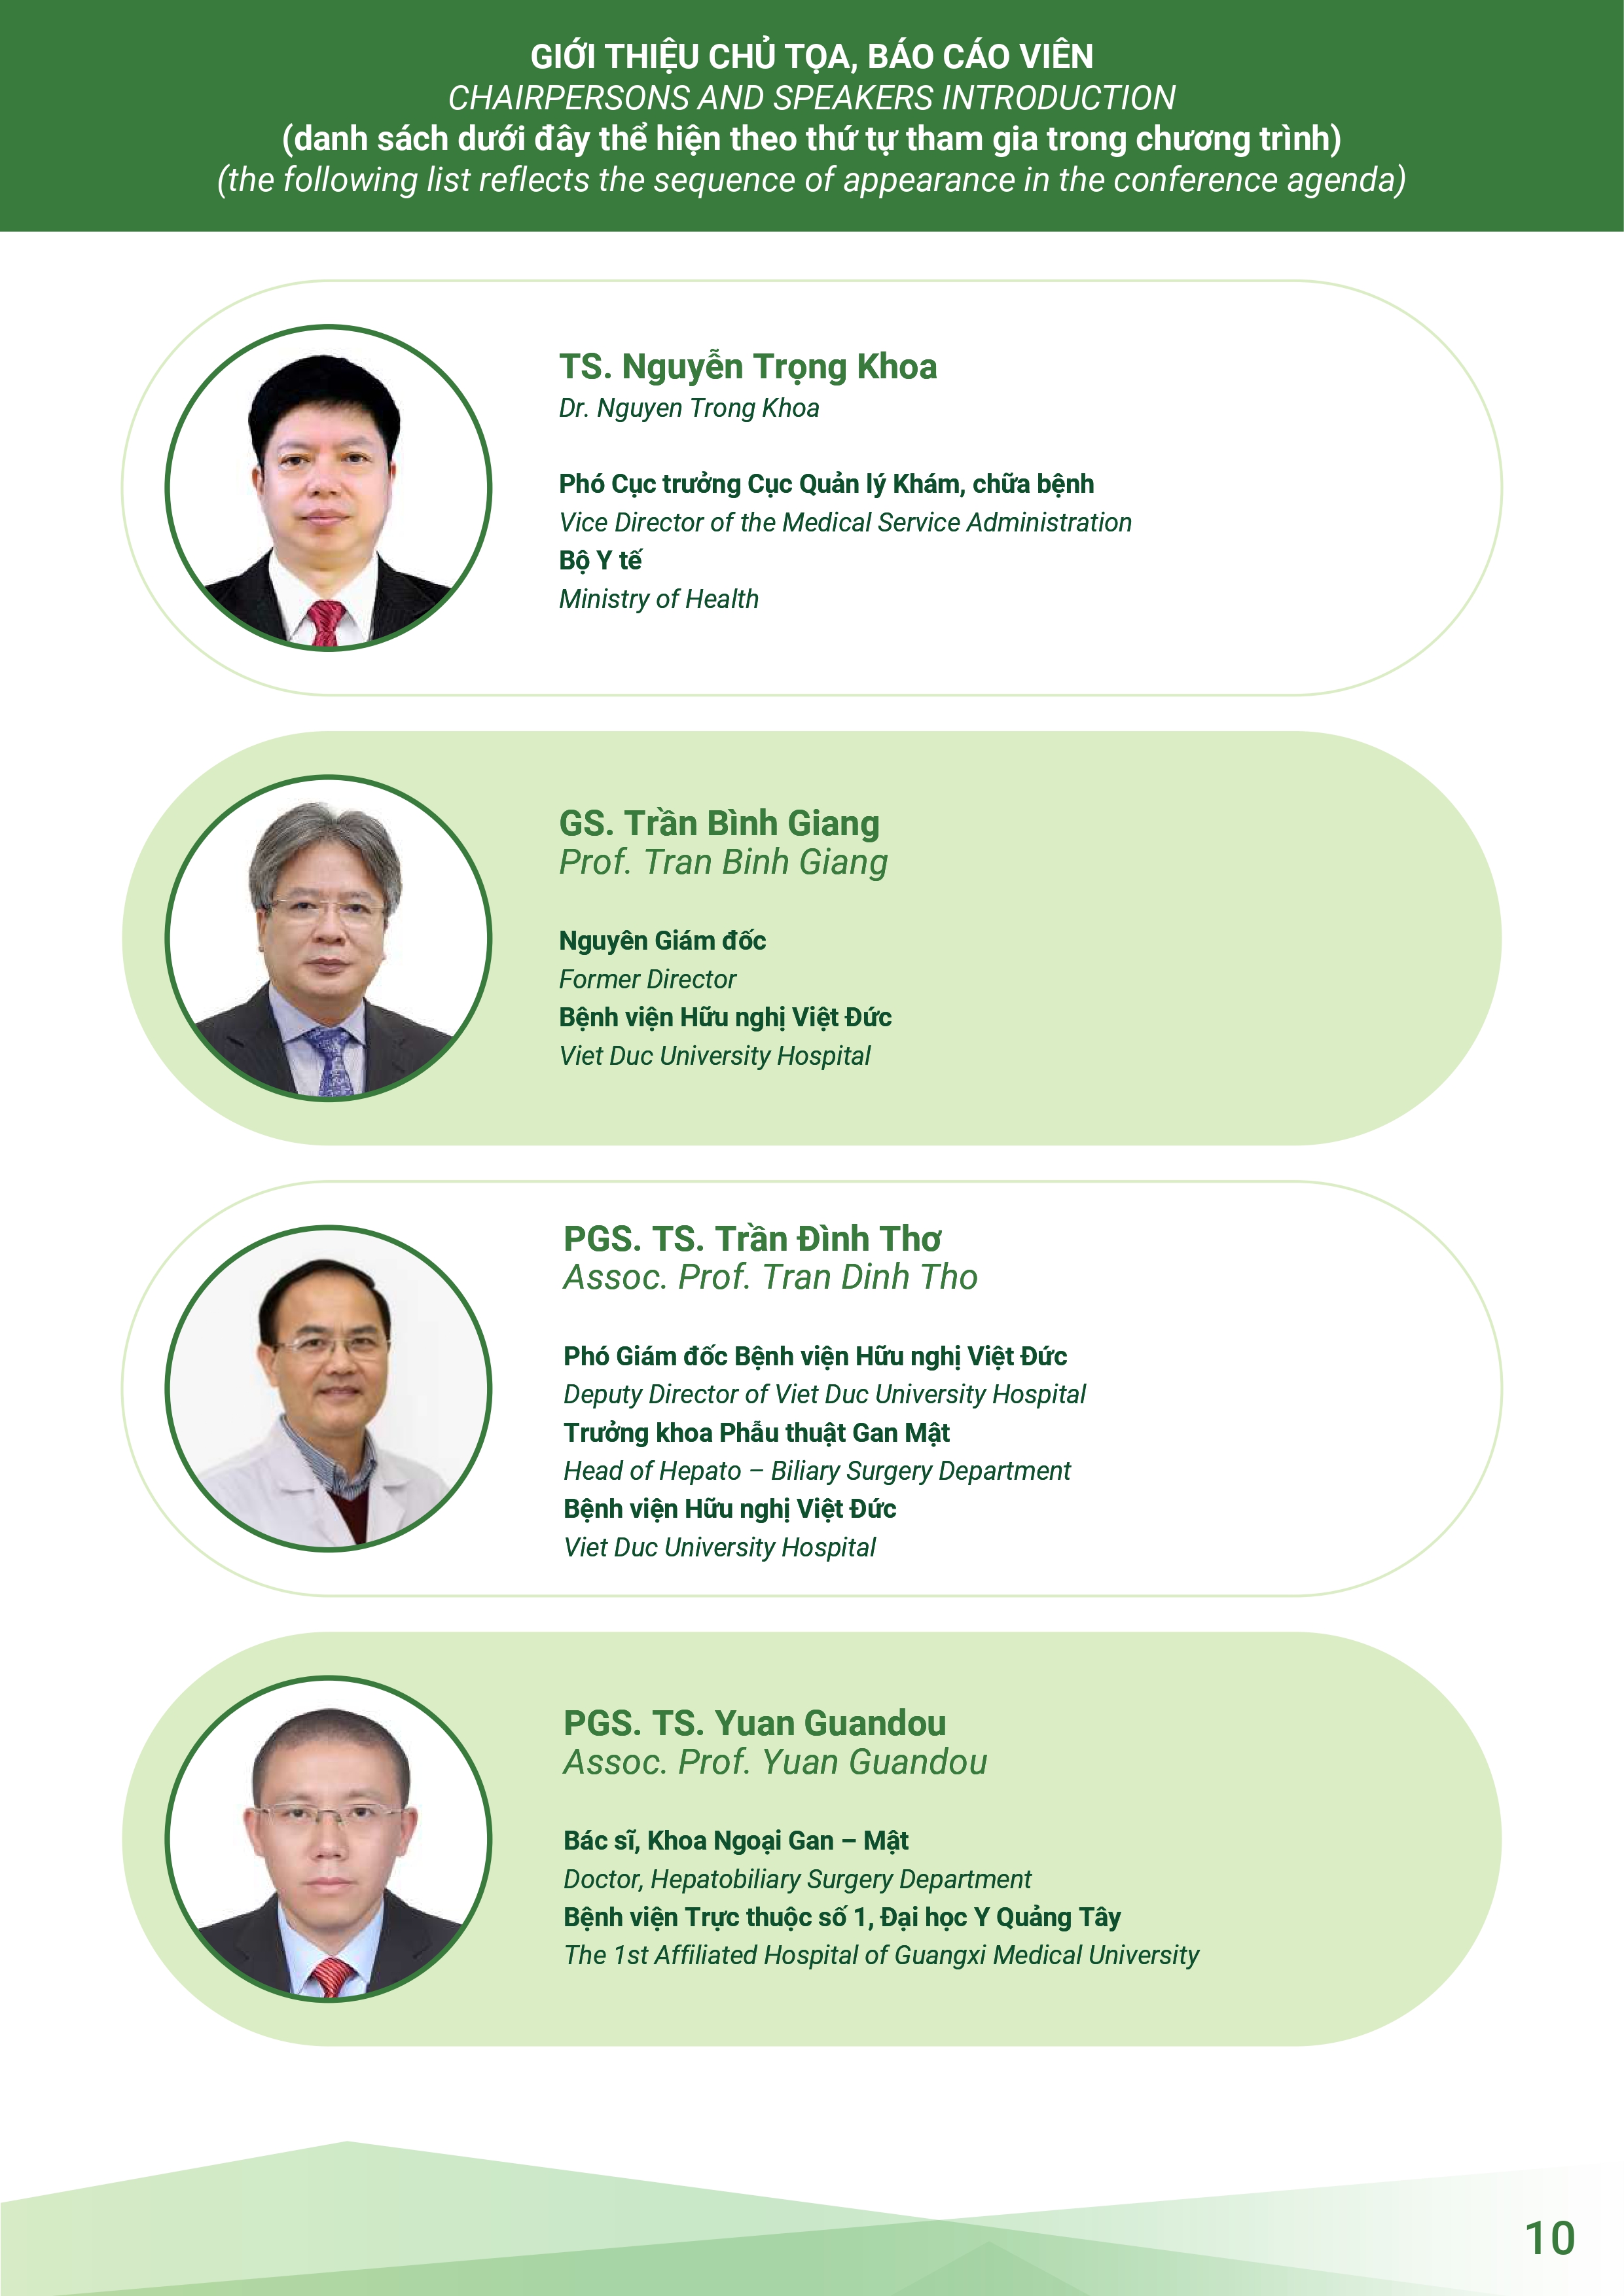 GIỚI THIỆU CHỦ TỌA, BÁO CÁO VIÊN
CHAIRPERSONS AND SPEAKERS INTRODUCTION
(danh sách dưới đây thể hiện theo thứ tự tham gia trong chương trình)
(the following list reflects the sequence of appearance in the conference agenda)
TS. Nguyễn Trọng Khoa
Dr. Nguyen Trong Khoa
Phó Cục trưởng Cục Quản lý Khám, chữa bệnh
Vice Director of the Medical Service Administration
Bộ Y tế
Ministry of Health
GS. Trần Bình Giang
Prof. Tran Binh Giang
Nguyên Giám đốc
Former Director
Bệnh viện Hữu nghị Việt Đức
Viet Duc University Hospital
PGS. TS. Trần Đình Thơ
Assoc. Prof. Tran Dinh Tho
Phó Giám đốc Bệnh viện Hữu nghị Việt Đức
Deputy Director of Viet Duc University Hospital
Trưởng khoa Phẫu thuật Gan Mật
Head of Hepato – Biliary Surgery Department
Bệnh viện Hữu nghị Việt Đức
Viet Duc University Hospital
PGS. TS. Yuan Guandou
Assoc. Prof. Yuan Guandou
Bác sĩ, Khoa Ngoại Gan – Mật
Doctor, Hepatobiliary Surgery Department
Bệnh viện Trực thuộc số 1, Đại học Y Quảng Tây
The 1st Affiliated Hospital of Guangxi Medical University
10